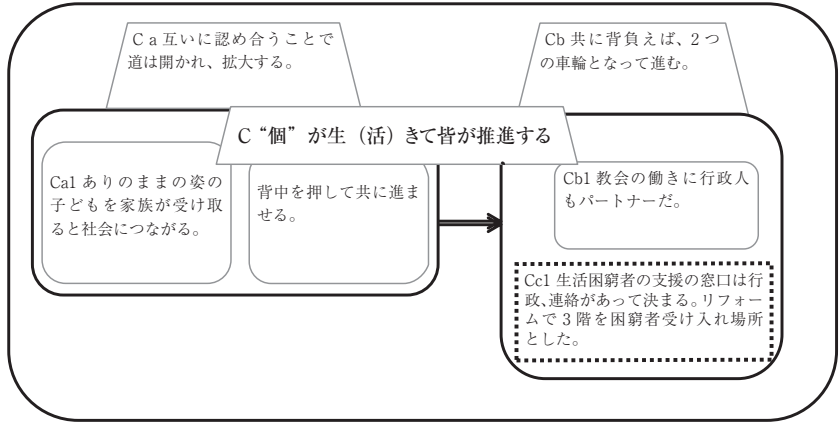 Ca 互いに認め合うことで
道は開かれ、拡大する。
Cb 共に背負えば、2つ
の車輪となって進む。
C “個” が生（活）きて皆が推進する
Ca1 ありのままの姿の
子どもを家族が受け取
ると社会につながる。
背中を押して共に進ま
せる。
Cb1 教会の働きに行政人
もパートナーだ。
Cc1 生活困窮者の支援の窓口は行
政、連絡があって決まる。リフォー
ムで3階を困窮者受け入れ場所
とした。